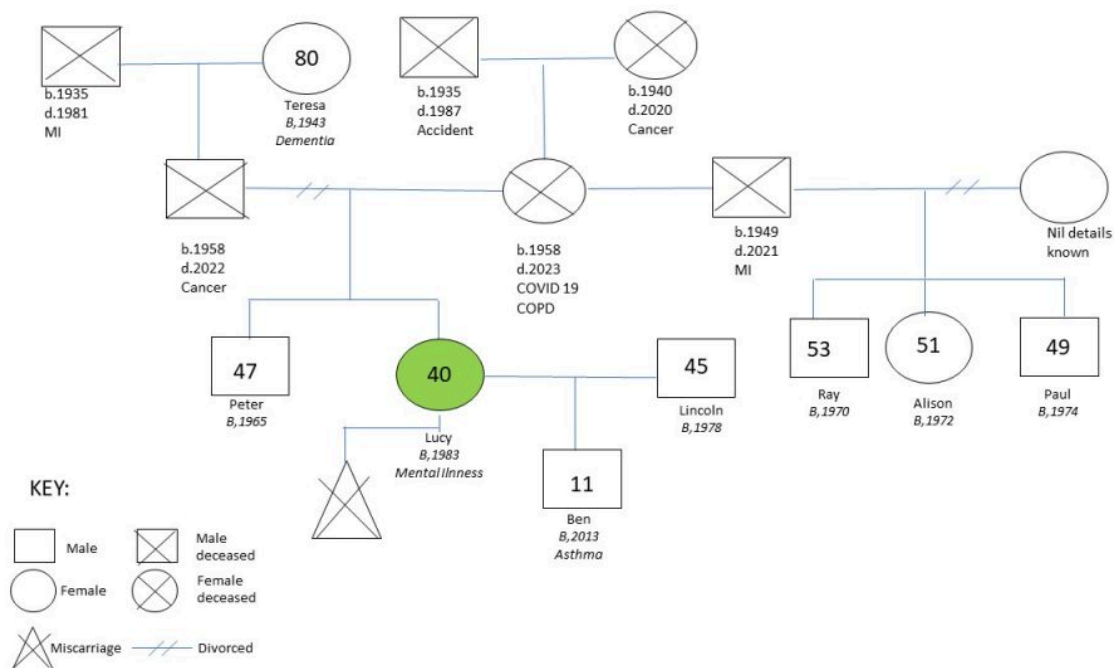 80
b.1935
d.1981
MI
Teresa
B,1943
Dementia
b.1935
d.1987
Accident
b.1940
d.2020
Cancer
b.1958
d.2022
Cancer
b.1958
d.2023
COVID 19
COPD
b.1949
d.2021
MI
Nil details
known
47
Peter
B,1965
40
Lucy
B,1983
Mental ilnness
45
Lincoln
B,1978
53
Ray
B,1970
51
Alison
B,1972
49
Paul
B,1974
11
Ben
B,2013
Asthma
KEY:
Male
Male
deceased
Female
Female
deceased
Miscarriage
Divorced